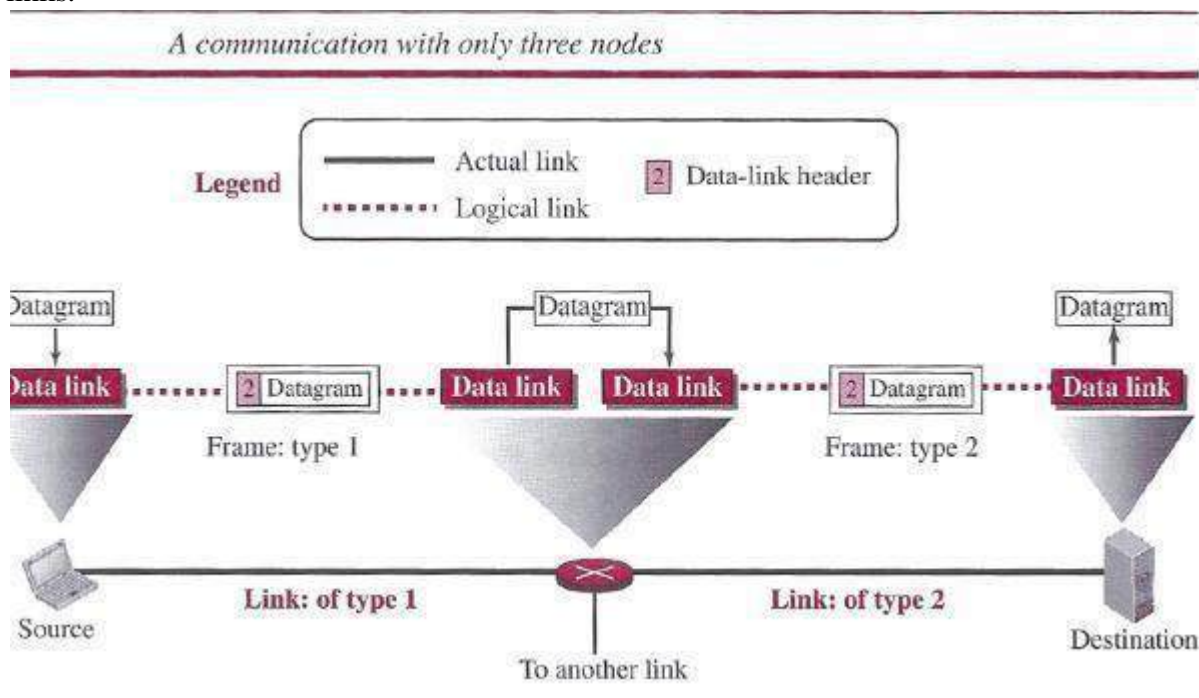 A communication with only three nodes
Legend
Actual link
Logical link
2 Data-link header
Datagram
Datagram
Datagram
Data link
2 Datagram
Data link
Data link
2 Datagram
Data link
Frame: type 1
Frame: type 2
Link: of type 1
Link: of type 2
Source
Destination
To another link